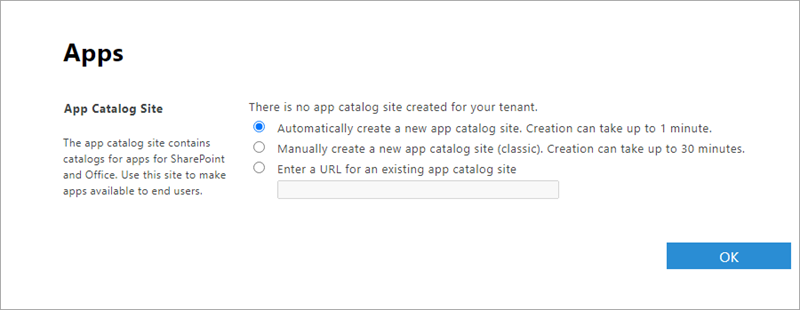 Apps
App Catalog Site
The app catalog site contains
catalogs for apps for SharePoint
and Office. Use this site to make
apps available to end users.
There is no app catalog site created for your tenant.
Automatically create a new app catalog site. Creation can take up to 1 minute.
Manually create a new app catalog site (classic). Creation can take up to 30 minutes.
Enter a URL for an existing app catalog site
OK